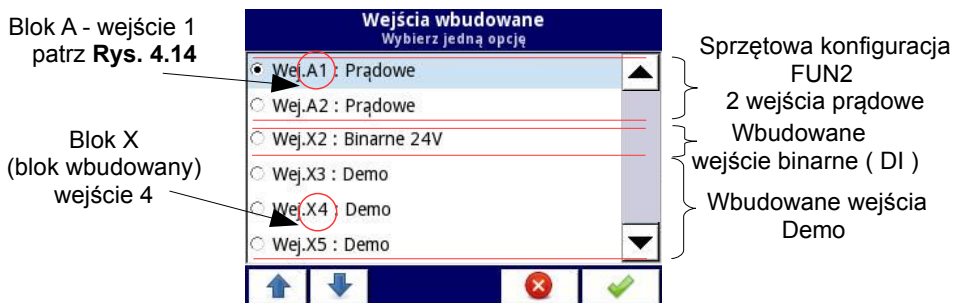 Blok A - wejście 1
patrz Rys. 4.14
Blok X
(blok wbudowany)
wejście 4
Wejścia wbudowane
Wybierz jedną opcję
Wej.A1 : Prądowe
Wej.A2 : Prądowe
Wej.X2 : Binarne 24V
Wej.X3 : Demo
Wej.X4 : Demo
Wej.X5 : Demo
Sprzętowa konfiguracja
FUN2
2 wejścia prądowe
Wbudowane
wejście binarne ( DI )
Wbudowane wejścia
Demo